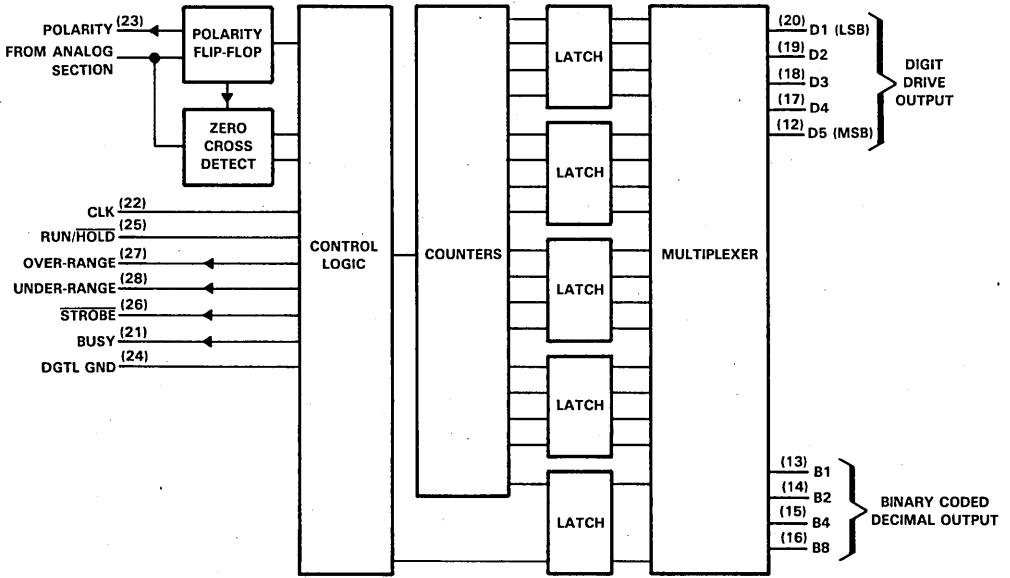 POLARITY (23)
FROM ANALOG
SECTION
POLARITY
FLIP-FLOP
ZERO
CROSS
DETECT
CLK (22)
RUN/HOLD (25)
OVER-RANGE (27)
UNDER-RANGE (28)
STROBE (26)
BUSY (21)
DGTL GND (24)
CONTROL
LOGIC
COUNTERS
LATCH
LATCH
LATCH
LATCH
LATCH
MULTIPLEXER
(20) D1 (LSB)
(19) D2
(18) D3
(17) D4
(12) D5 (MSB)
DIGIT
DRIVE
OUTPUT
(13) B1
(14) B2
(15) B4
(16) B8
BINARY CODED
DECIMAL OUTPUT